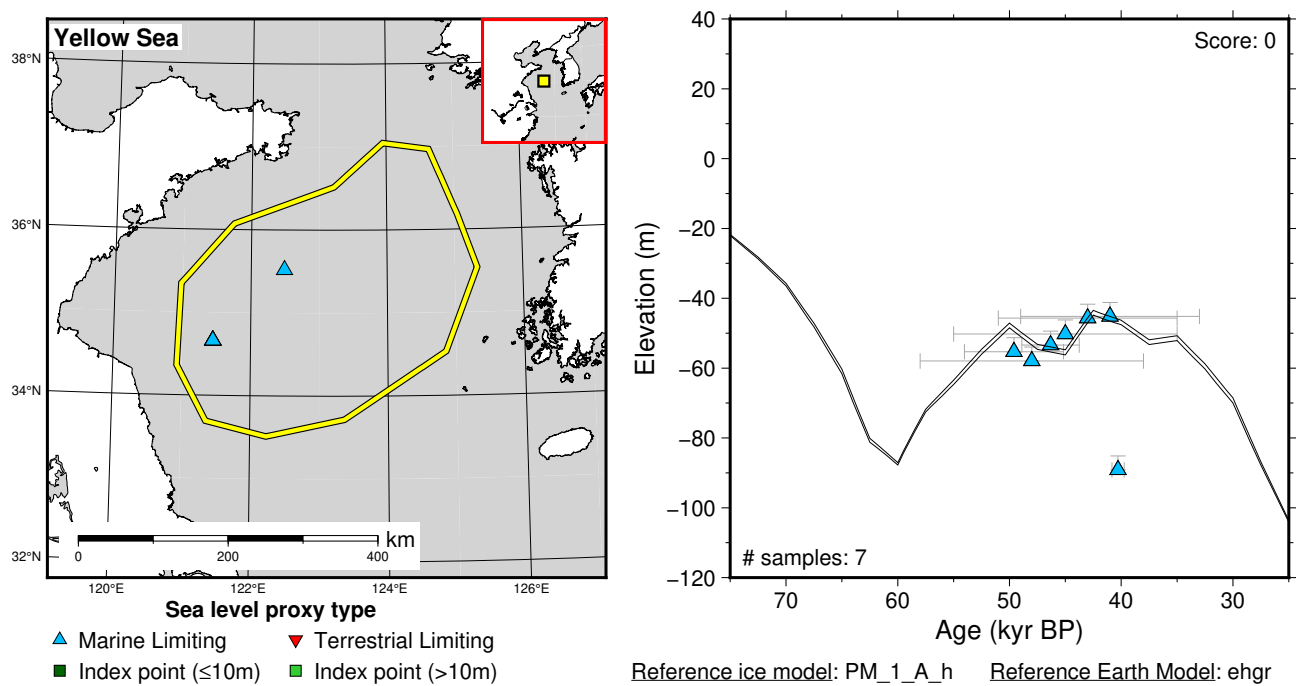 Yellow Sea
38°N
36°N
34°N
32°N
120°E
122°E
124°E
126°E
0
200
400
km
Sea level proxy type
Marine Limiting
Terrestrial Limiting
Index point (≤10m)
Index point (>10m)
40
20
0
−20
−40
−60
−80
−100
−120
Elevation (m)
Score: 0
# samples: 7
70
60
50
40
30
Age (kyr BP)
Reference ice model: PM_1_A_h
Reference Earth Model: ehgr